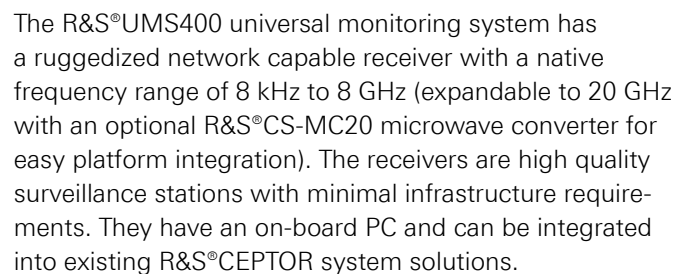 The R&S®UMS400 universal monitoring system has
a ruggedized network capable receiver with a native
frequency range of 8 kHz to 8 GHz (expandable to 20 GHz
with an optional R&S®CS-MC20 microwave converter for
easy platform integration). The receivers are high quality
surveillance stations with minimal infrastructure require-
ments. They have an on-board PC and can be integrated
into existing R&S®CEPTOR system solutions.